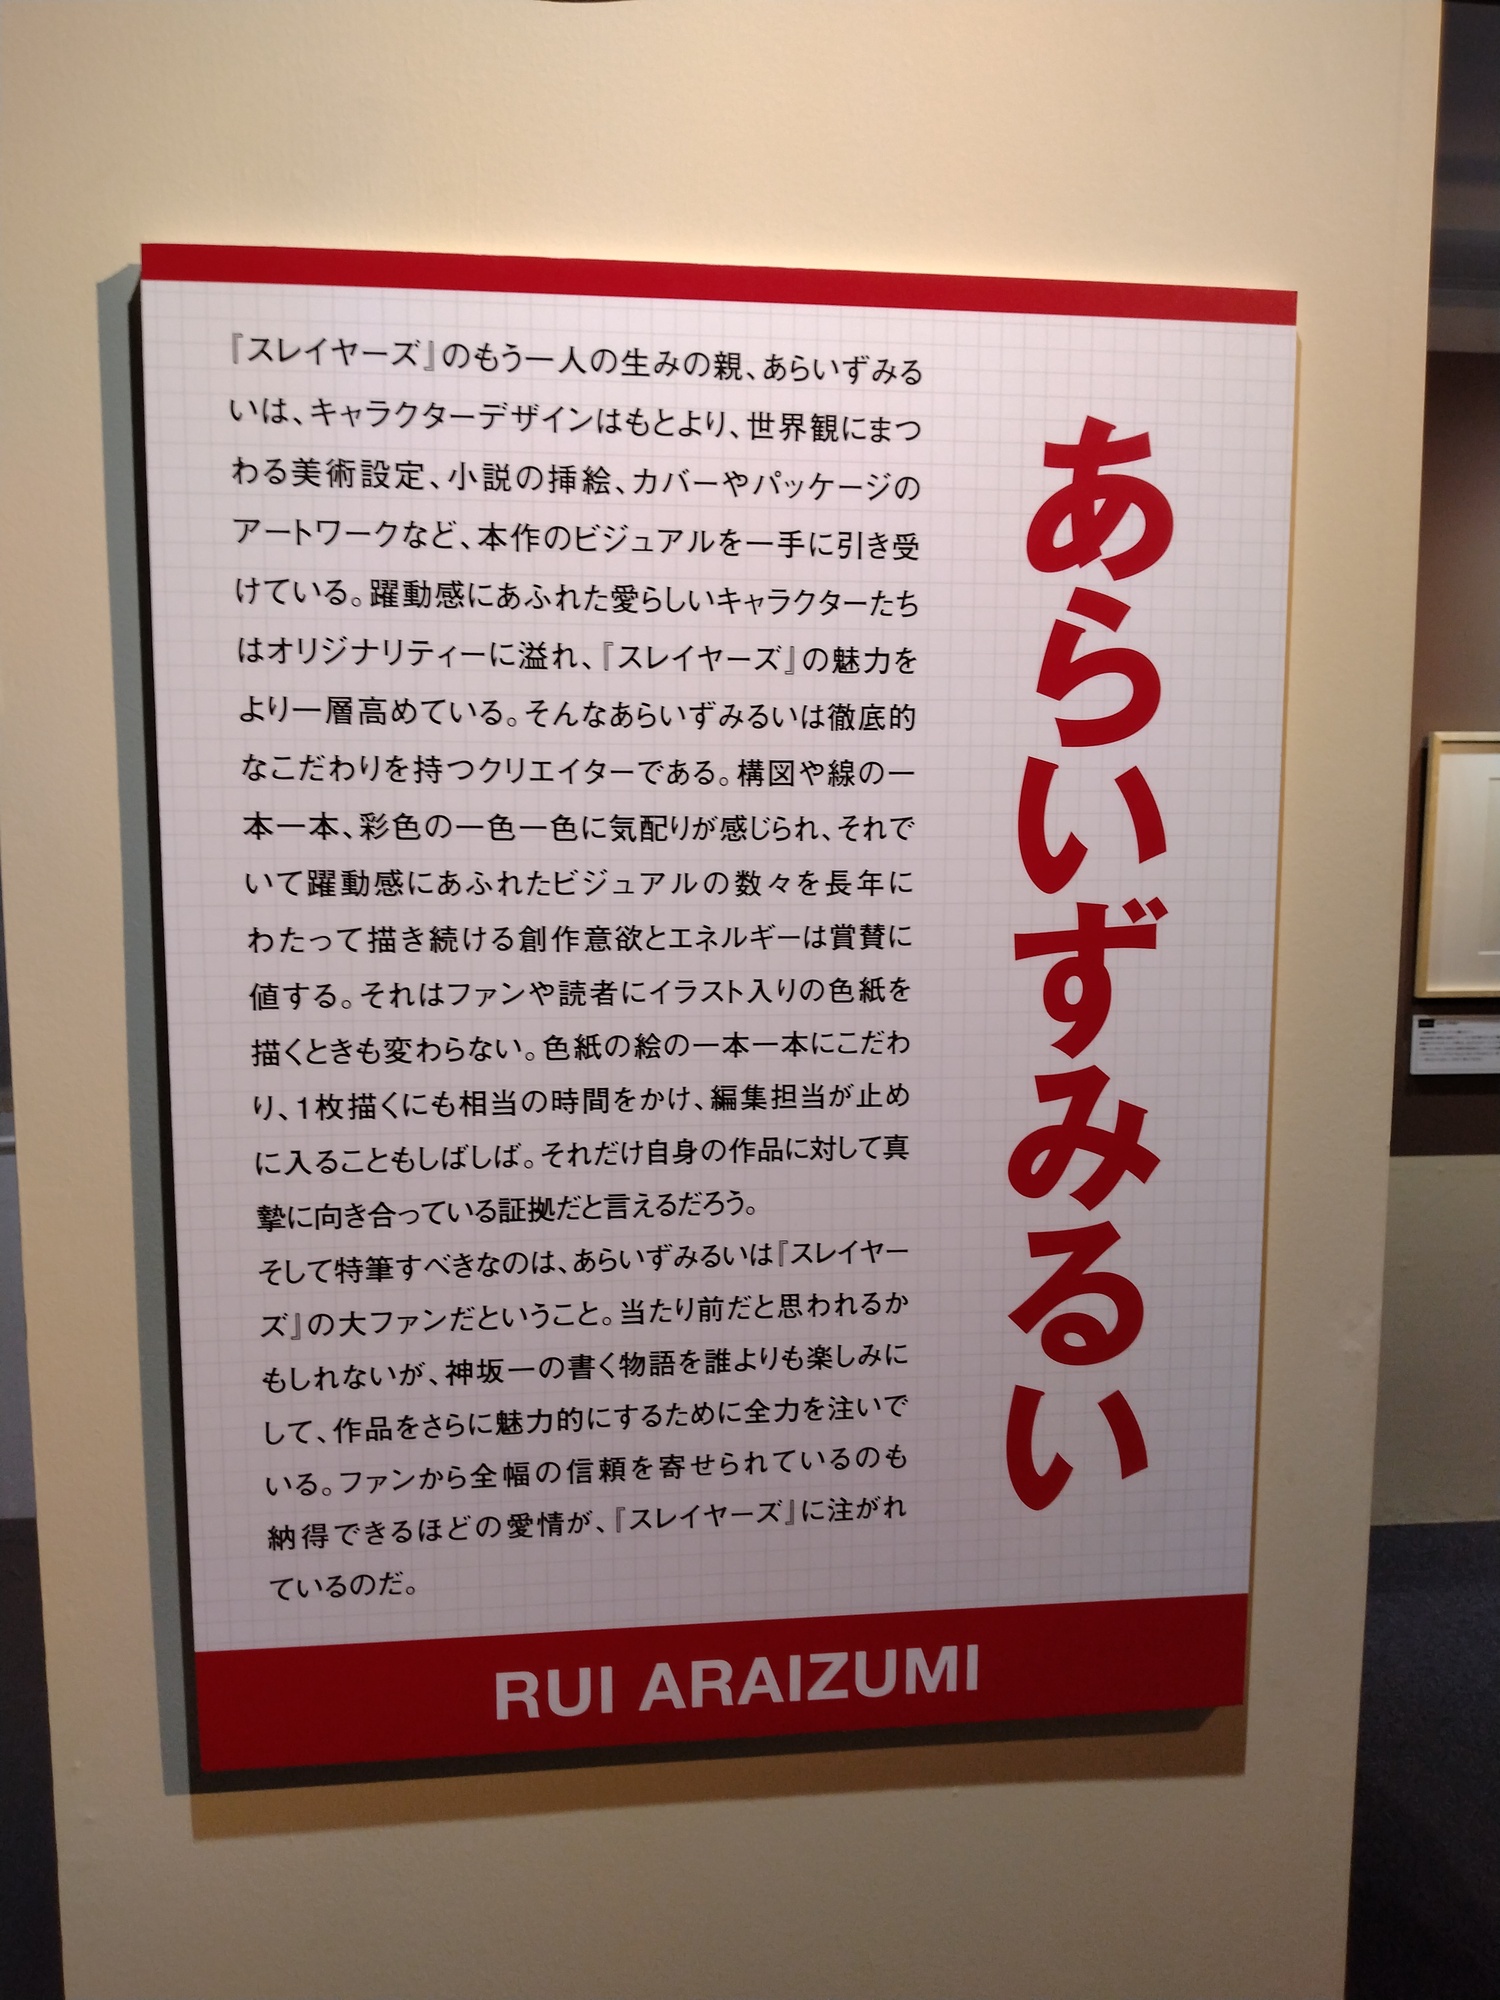 あらいずみるい
『スレイヤーズ』のもう一人の生みの親、あらいずみる
いは、キャラクターデザインはもとより、世界観にまつ
わる美術設定、小説の挿絵、カバーやパッケージの
アートワークなど、本作のビジュアルを一手に引き受
けている。躍動感にあふれた愛らしいキャラクターたち
はオリジナリティーに溢れ、『スレイヤーズ』の魅力を
より一層高めている。そんなあらいずみるいは徹底的
なこだわりを持つクリエイターである。構図や線の一
本一本、彩色の一色一色に気配りが感じられ、それで
いて躍動感にあふれたビジュアルの数々を長年に
わたって描き続ける創作意欲とエネルギーは賞賛に
値する。それはファンや読者にイラスト入りの色紙を
描くときも変わらない。色紙の絵の一本一本にこだわ
り、1枚描くにも相当の時間をかけ、編集担当が止め
に入ることもしばしば。それだけ自身の作品に対して真
摯に向き合っている証拠だと言えるだろう。
そして特筆すべきなのは、あらいずみるいは『スレイヤー
ズ』の大ファンだということ。当たり前だと思われるか
もしれないが、神坂一の書く物語を誰よりも楽しみに
して、作品をさらに魅力的にするために全力を注いで
いる。ファンから全幅の信頼を寄せられているのも
納得できるほどの愛情が、『スレイヤーズ』に注がれ
ているのだ。
RUI ARAIZUMI